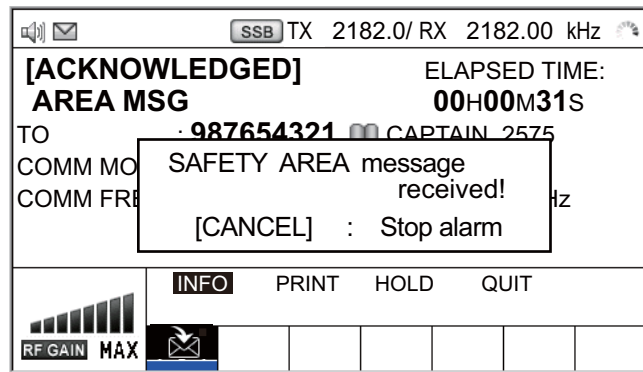 SSB TX 2182.0/ RX 2182.00 kHz
[ACKNOWLEDGED] ELAPSED TIME:
AREA MSG 00H00M31S
TO : 987654321 CAPTAIN 2575
COMM MO
COMM FRE Hz
SAFETY AREA message
received!
[CANCEL] : Stop alarm
INFO PRINT HOLD QUIT
RF GAIN MAX